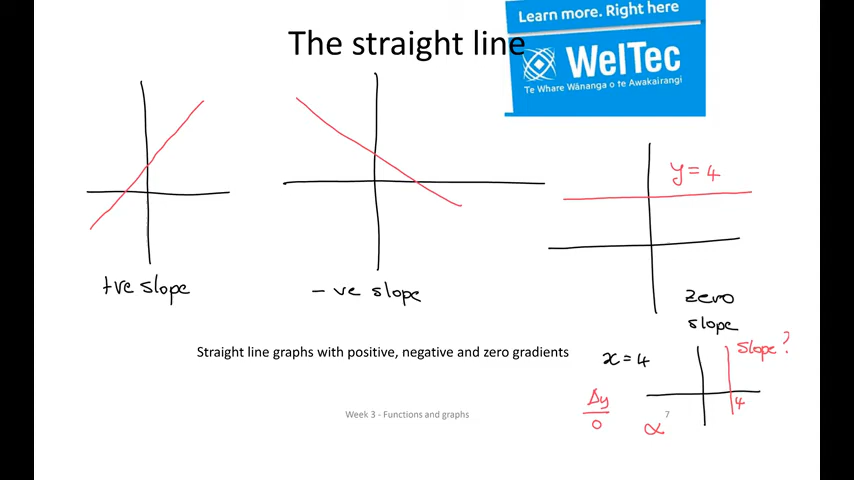 Learn more. Right here
The straight line
WelTec
Te Whare Wānanga o te Awakairangi
y = 4
+ve slope
- ve slope
zero
slope
Straight line graphs with positive, negative and zero gradients
x = 4
slope?
Δy
0
4
α
Week 3 - Functions and graphs
7